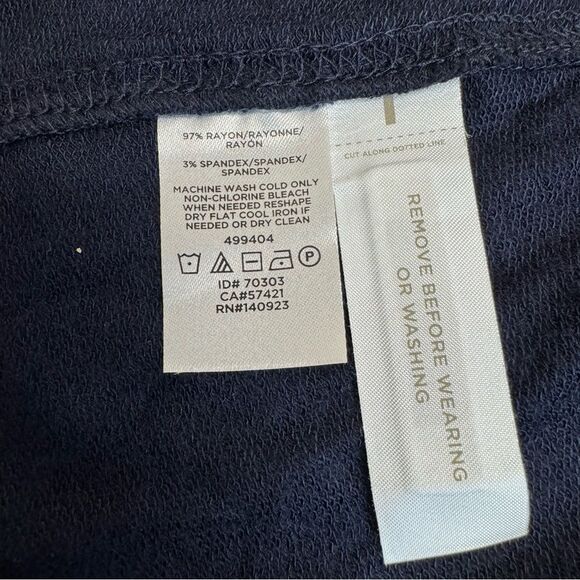 97% RAYON/RAYONNE/
RAYÓN
3% SPANDEX/SPANDEX/
SPANDEX
MACHINE WASH COLD ONLY
NON-CHLORINE BLEACH
WHEN NEEDED RESHAPE
DRY FLAT COOL IRON IF
NEEDED OR DRY CLEAN
499404
P
ID# 70303
CA#57421
RN#140923
CUT ALONG DOTTED LINE
REMOVE BEFORE WEARING
OR WASHING